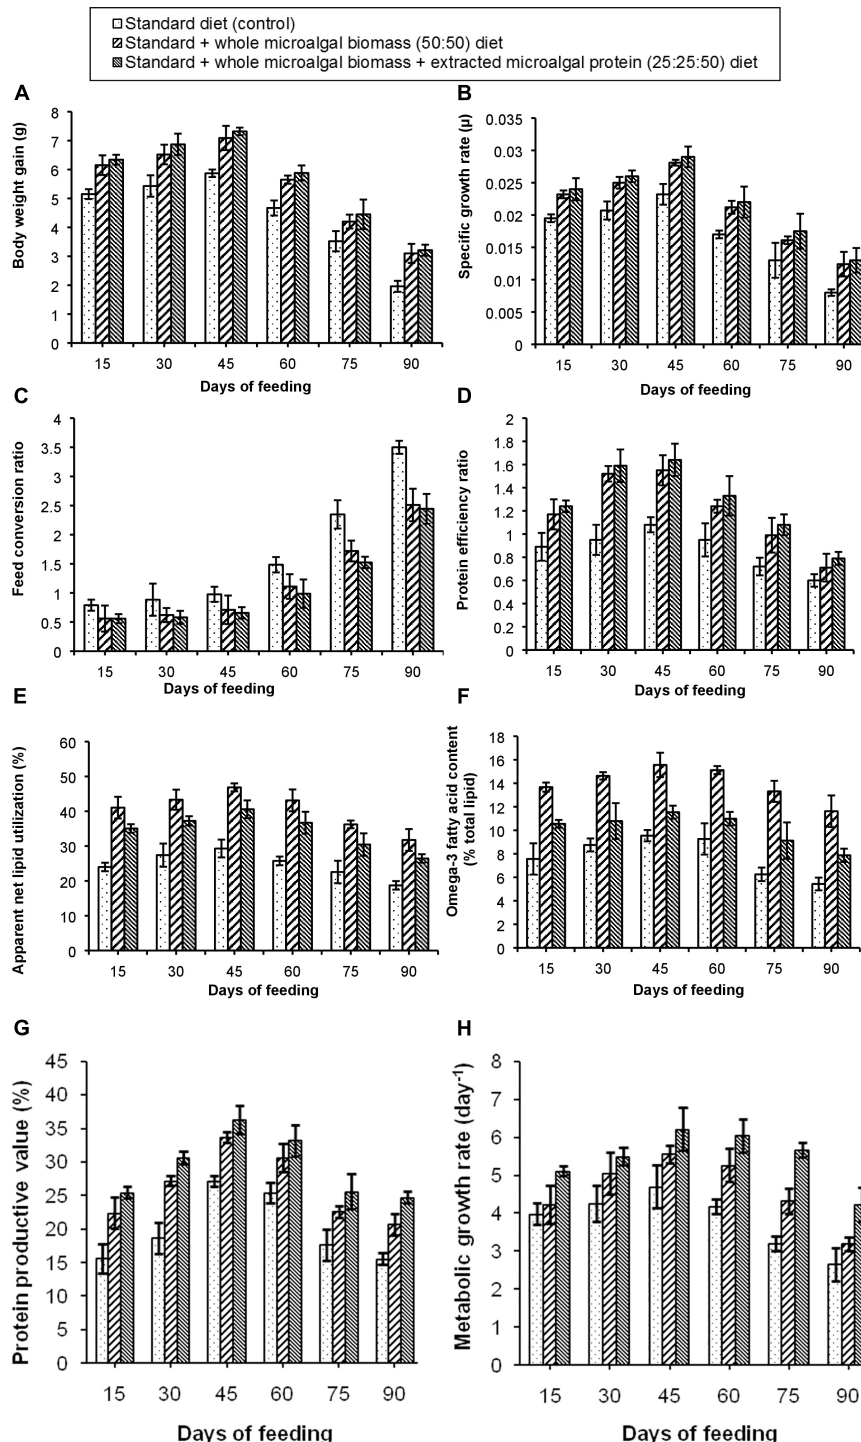 Standard diet (control)
Standard + whole microalgal biomass (50:50) diet
Standard + whole microalgal biomass + extracted microalgal protein (25:25:50) diet
A
Body weight gain (g)
8
7
6
5
4
3
2
1
0
15 30 45 60 75 90
Days of feeding
B
Specific growth rate (µ)
0.035
0.03
0.025
0.02
0.015
0.01
0.005
0
15 30 45 60 75 90
Days of feeding
C
Feed conversion ratio
4
3.5
3
2.5
2
1.5
1
0.5
0
15 30 45 60 75 90
Days of feeding
D
Protein efficiency ratio
2
1.8
1.6
1.4
1.2
1
0.8
0.6
0.4
0.2
0
15 30 45 60 75 90
Days of feeding
E
Apparent net lipid utilization (%)
60
50
40
30
20
10
0
15 30 45 60 75 90
Days of feeding
F
Omega-3 fatty acid content
(% total lipid)
18
16
14
12
10
8
6
4
2
0
15 30 45 60 75 90
Days of feeding
G
Protein productive value (%)
45
40
35
30
25
20
15
10
5
0
15 30 45 60 75 90
Days of feeding
H
Metabolic growth rate (day⁻¹)
8
7
6
5
4
3
2
1
0
15 30 45 60 75 90
Days of feeding